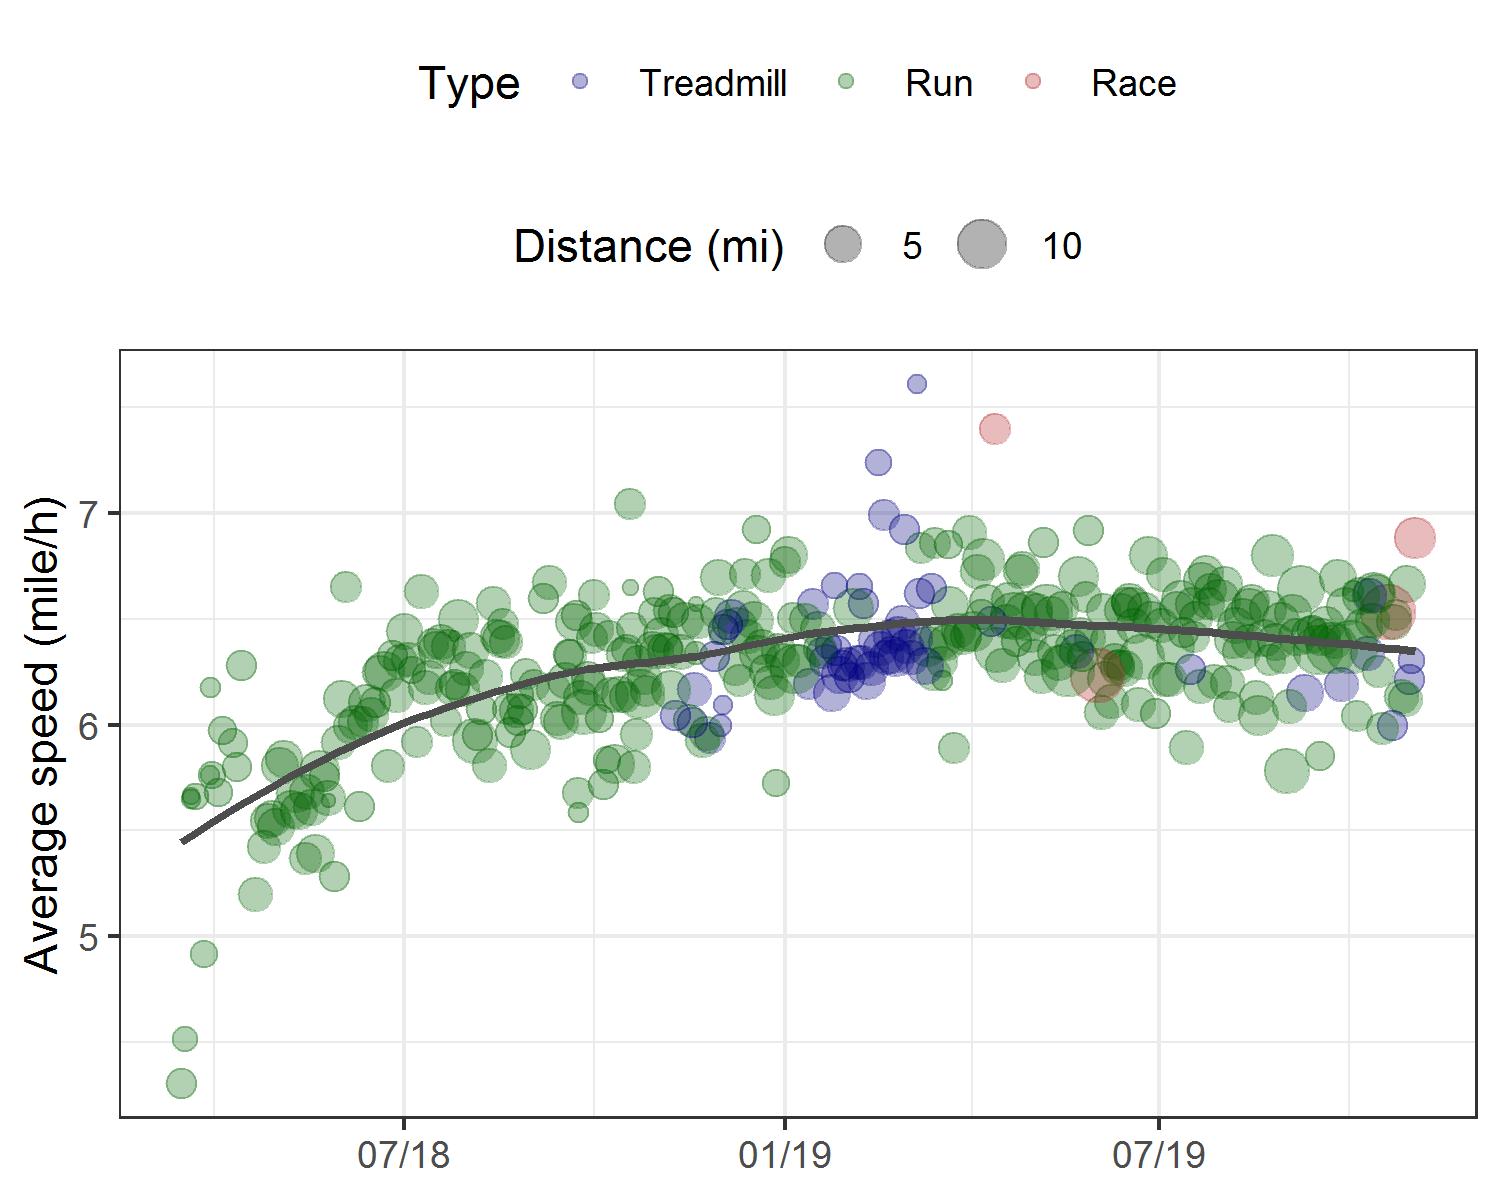 Type Treadmill Run Race
Distance (mi) 5 10
Average speed (mile/h)
7
6
5
07/18 01/19 07/19